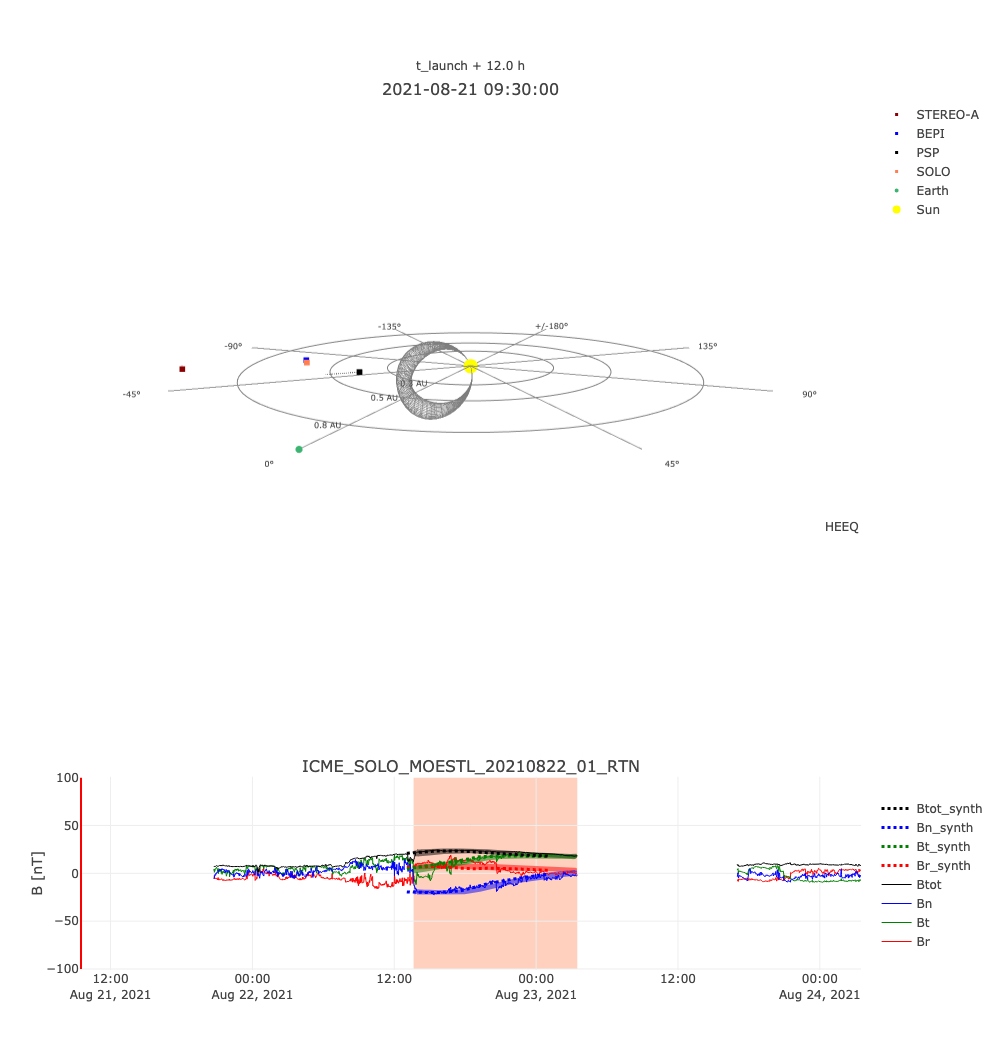 t_launch + 12.0 h
2021-08-21 09:30:00
STEREO-A
BEPI
PSP
SOLO
Earth
Sun
-135°
+/-180°
-90°
135°
0.3 AU
-45°
0.5 AU
90°
0.8 AU
0°
45°
HEEQ
ICME_SOLO_MOESTL_20210822_01_RTN
B [nT]
100
50
0
−50
−100
12:00
Aug 21, 2021
00:00
Aug 22, 2021
12:00
00:00
Aug 23, 2021
12:00
00:00
Aug 24, 2021
Btot_synth
Bn_synth
Bt_synth
Br_synth
Btot
Bn
Bt
Br